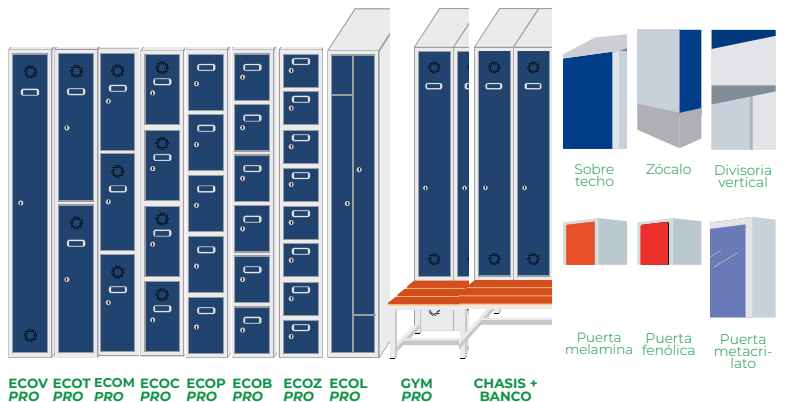 Sobre
techo
Zócalo
Divisoria
vertical
Puerta
melamina
Puerta
fenólica
Puerta
metacri-
lato
ECOV
PRO
ECOT
PRO
ECOM
PRO
ECOC
PRO
ECOP
PRO
ECOB
PRO
ECOZ
PRO
ECOL
PRO
GYM
PRO
CHASIS +
BANCO